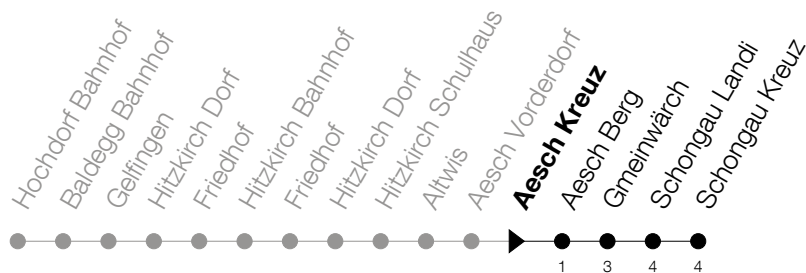 Hochdorf Bahnhof
Baldegg Bahnhof
Gelfingen
Hitzkirch Dorf
Friedhof
Hitzkirch Bahnhof
Friedhof
Hitzkirch Dorf
Hitzkirch Schulhaus
Altwis
Aesch Vorderdorf
Aesch Kreuz
Aesch Berg
Gmeinwärch
Schongau Landi
Schongau Kreuz
1 3 4 4